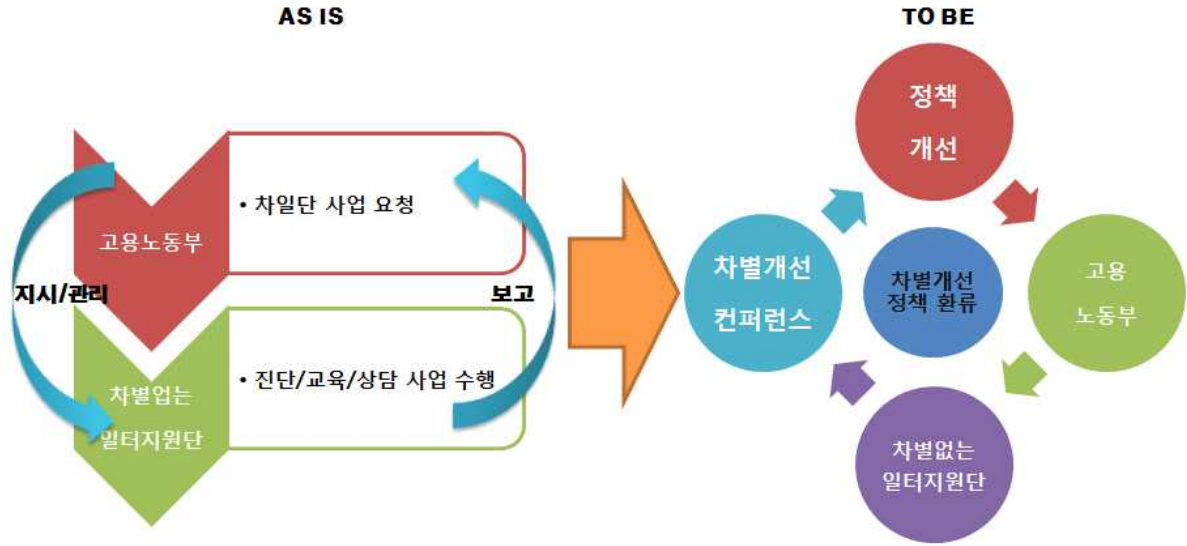 AS IS
고용노동부
• 차일단 사업 요청
지시/관리
보고
차별업는
일터지원단
• 진단/교육/상담 사업 수행
TO BE
정책
개선
고용
노동부
차별없는
일터지원단
차별개선
컨퍼런스
차별개선
정책 환류